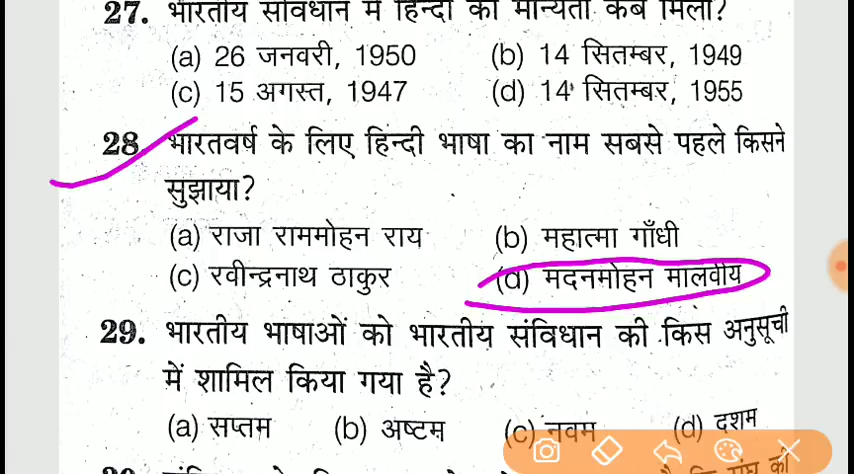 27. भारतीय संविधान में हिन्दी को मान्यता कब मिली?
(a) 26 जनवरी, 1950 (b) 14 सितम्बर, 1949
(c) 15 अगस्त, 1947 (d) 14 सितम्बर, 1955
28. भारतवर्ष के लिए हिन्दी भाषा का नाम सबसे पहले किसने
सुझाया?
(a) राजा राममोहन राय (b) महात्मा गाँधी
(c) रवीन्द्रनाथ ठाकुर (d) मदनमोहन मालवीय
29. भारतीय भाषाओं को भारतीय संविधान की किस अनुसूची
में शामिल किया गया है?
(a) सप्तम (b) अष्टम (c) नवम (d) दशम